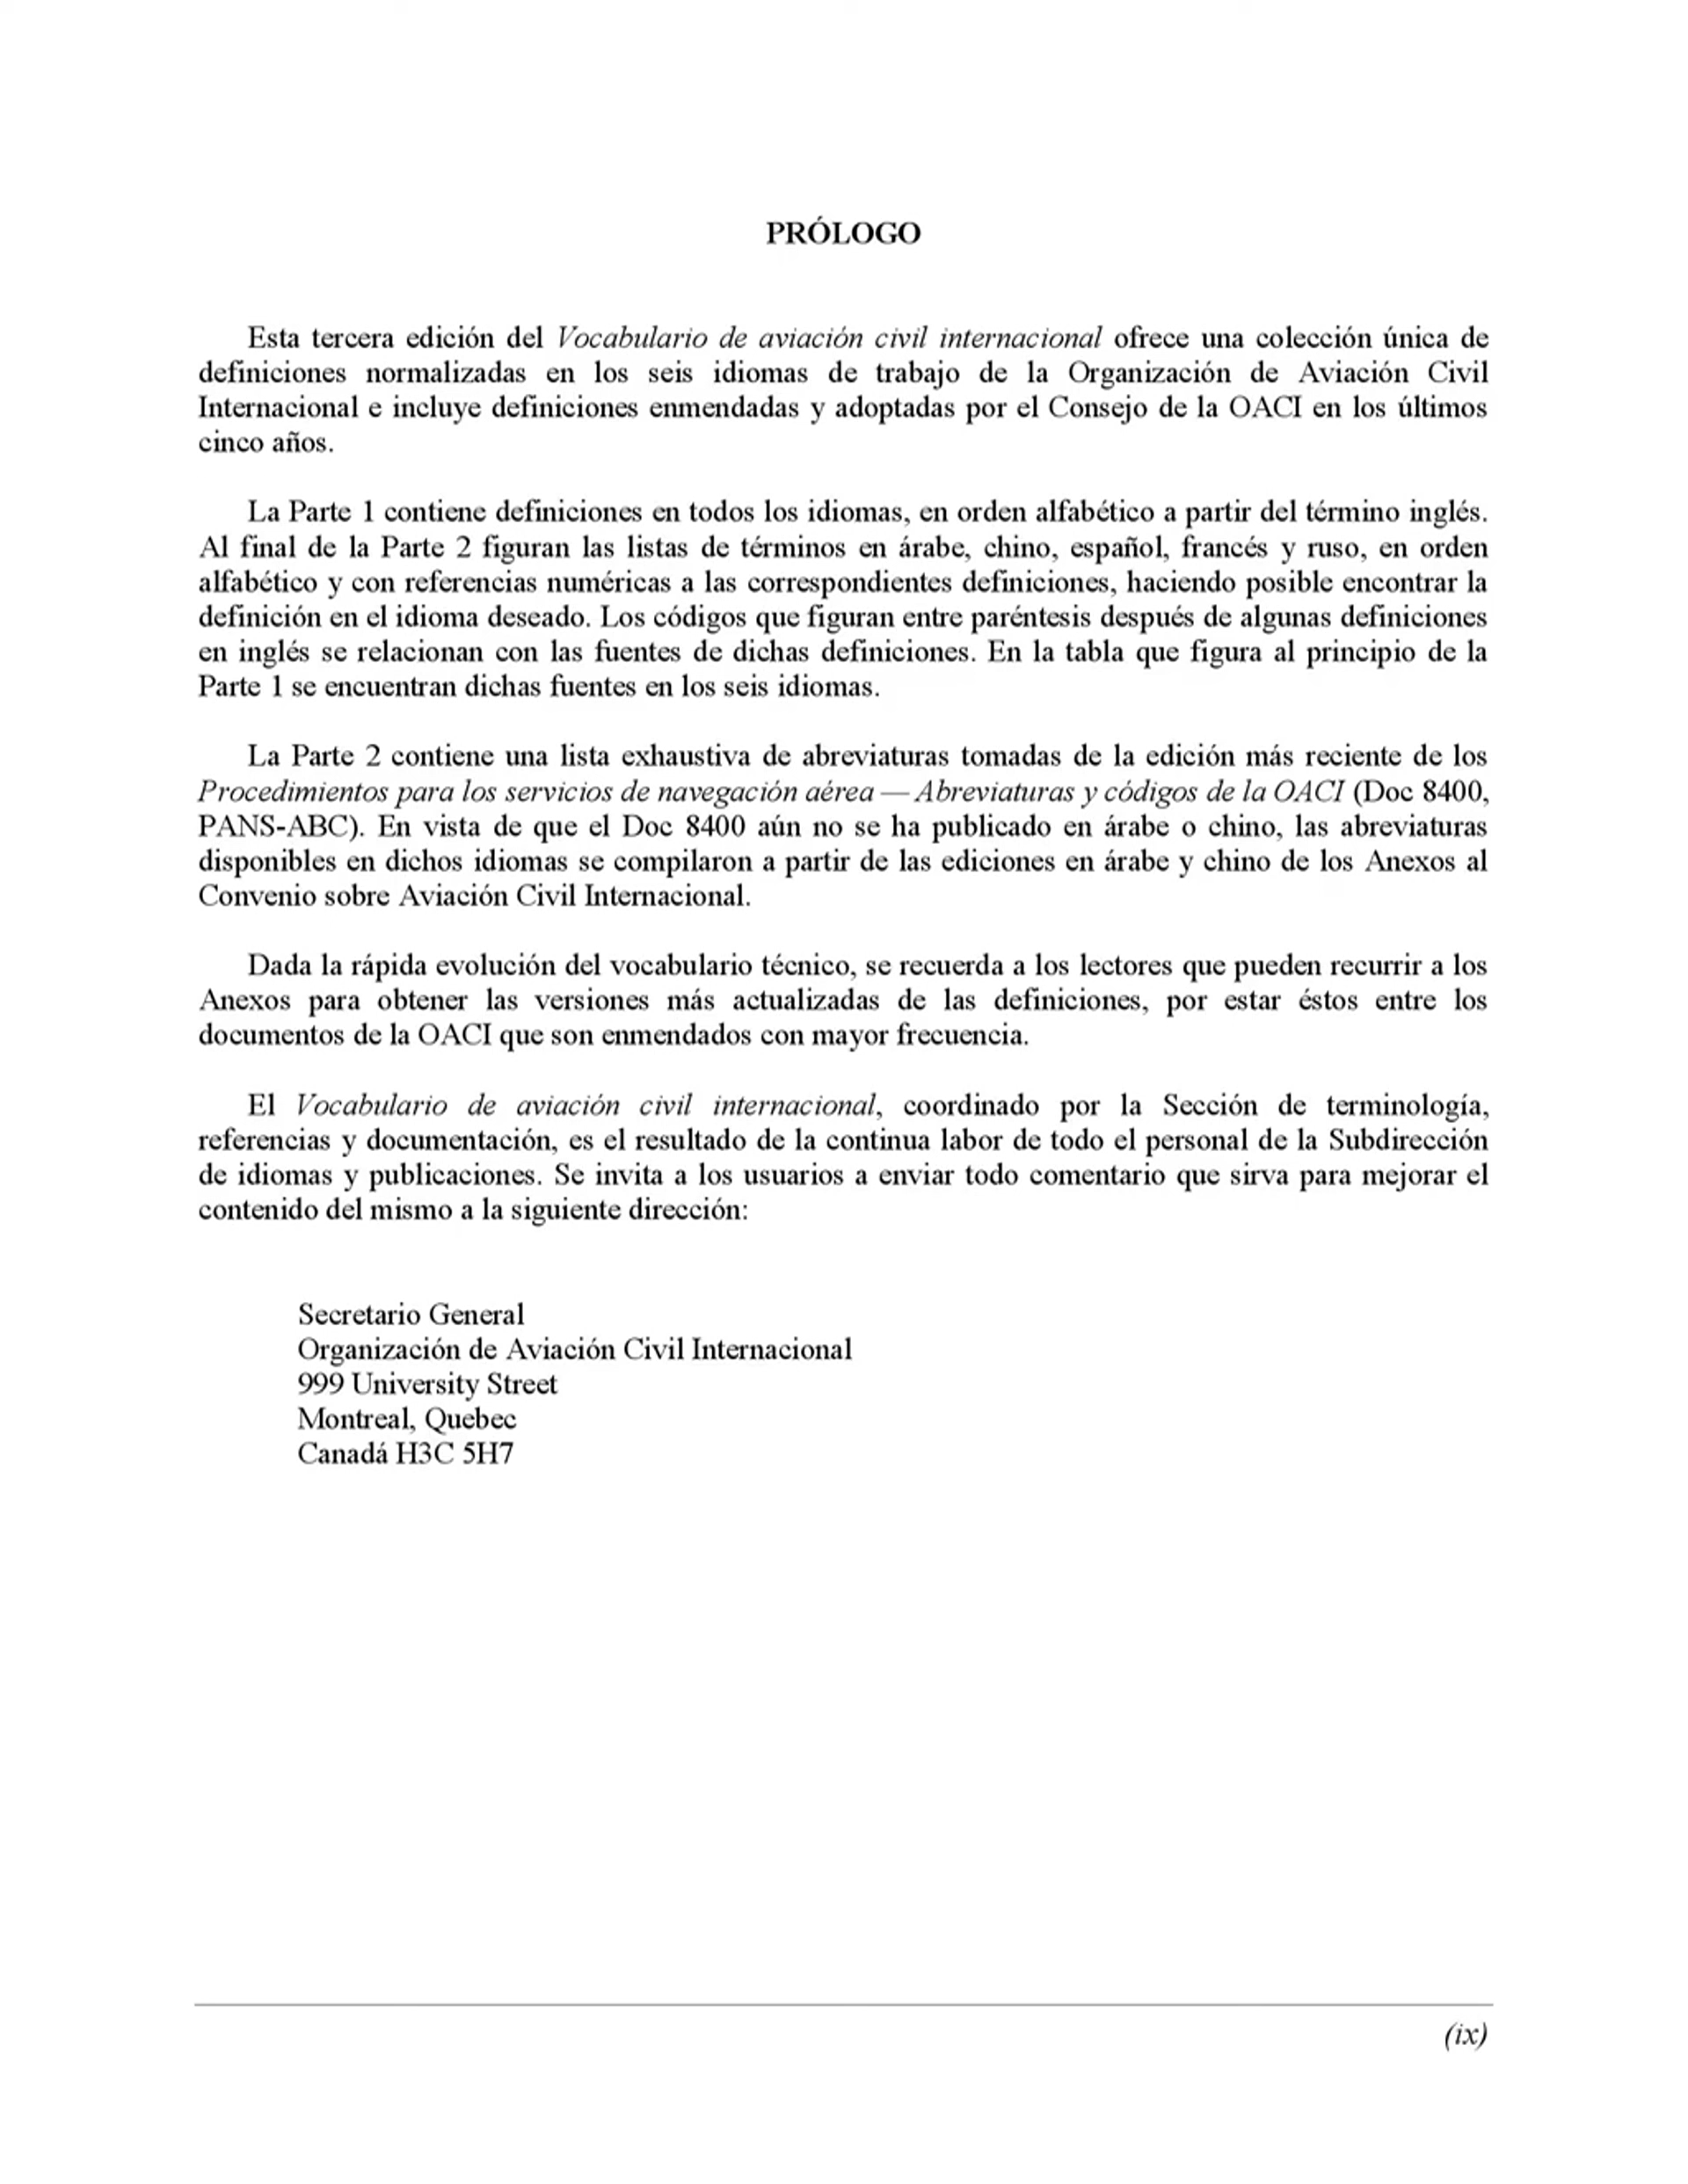 PRÓLOGO
Esta tercera edición del Vocabulario de aviación civil internacional ofrece una colección única de
definiciones normalizadas en los seis idiomas de trabajo de la Organización de Aviación Civil
Internacional e incluye definiciones enmendadas y adoptadas por el Consejo de la OACI en los últimos
cinco años.
La Parte 1 contiene definiciones en todos los idiomas, en orden alfabético a partir del término inglés.
Al final de la Parte 2 figuran las listas de términos en árabe, chino, español, francés y ruso, en orden
alfabético y con referencias numéricas a las correspondientes definiciones, haciendo posible encontrar la
definición en el idioma deseado. Los códigos que figuran entre paréntesis después de algunas definiciones
en inglés se relacionan con las fuentes de dichas definiciones. En la tabla que figura al principio de la
Parte 1 se encuentran dichas fuentes en los seis idiomas.
La Parte 2 contiene una lista exhaustiva de abreviaturas tomadas de la edición más reciente de los
Procedimientos para los servicios de navegación aérea — Abreviaturas y códigos de la OACI (Doc 8400,
PANS-ABC). En vista de que el Doc 8400 aún no se ha publicado en árabe o chino, las abreviaturas
disponibles en dichos idiomas se compilaron a partir de las ediciones en árabe y chino de los Anexos al
Convenio sobre Aviación Civil Internacional.
Dada la rápida evolución del vocabulario técnico, se recuerda a los lectores que pueden recurrir a los
Anexos para obtener las versiones más actualizadas de las definiciones, por estar éstos entre los
documentos de la OACI que son enmendados con mayor frecuencia.
El Vocabulario de aviación civil internacional, coordinado por la Sección de terminología,
referencias y documentación, es el resultado de la continua labor de todo el personal de la Subdirección
de idiomas y publicaciones. Se invita a los usuarios a enviar todo comentario que sirva para mejorar el
contenido del mismo a la siguiente dirección:
Secretario General
Organización de Aviación Civil Internacional
999 University Street
Montreal, Quebec
Canadá H3C 5H7
(ix)